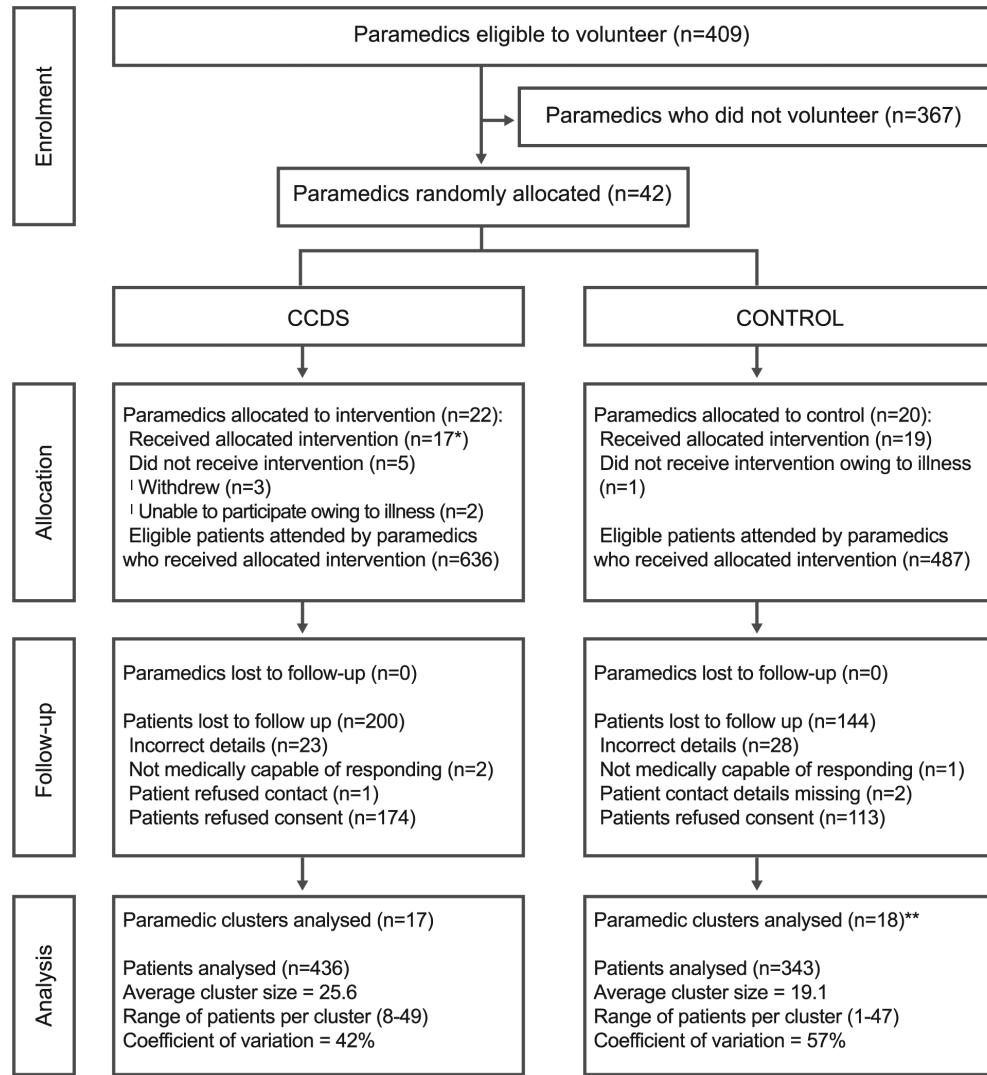 Enrolment
Paramedics eligible to volunteer (n=409)
Paramedics who did not volunteer (n=367)
Paramedics randomly allocated (n=42)
CCDS
CONTROL
Allocation
Paramedics allocated to intervention (n=22):
Received allocated intervention (n=17*)
Did not receive intervention (n=5)
Withdrew (n=3)
Unable to participate owing to illness (n=2)
Eligible patients attended by paramedics
who received allocated intervention (n=636)
Paramedics allocated to control (n=20):
Received allocated intervention (n=19)
Did not receive intervention owing to illness
(n=1)
Eligible patients attended by paramedics
who received allocated intervention (n=487)
Follow-up
Paramedics lost to follow-up (n=0)
Patients lost to follow up (n=200)
Incorrect details (n=23)
Not medically capable of responding (n=2)
Patient refused contact (n=1)
Patients refused consent (n=174)
Paramedics lost to follow-up (n=0)
Patients lost to follow up (n=144)
Incorrect details (n=28)
Not medically capable of responding (n=1)
Patient contact details missing (n=2)
Patients refused consent (n=113)
Analysis
Paramedic clusters analysed (n=17)
Patients analysed (n=436)
Average cluster size = 25.6
Range of patients per cluster (8-49)
Coefficient of variation = 42%
Paramedic clusters analysed (n=18)**
Patients analysed (n=343)
Average cluster size = 19.1
Range of patients per cluster (1-47)
Coefficient of variation = 57%